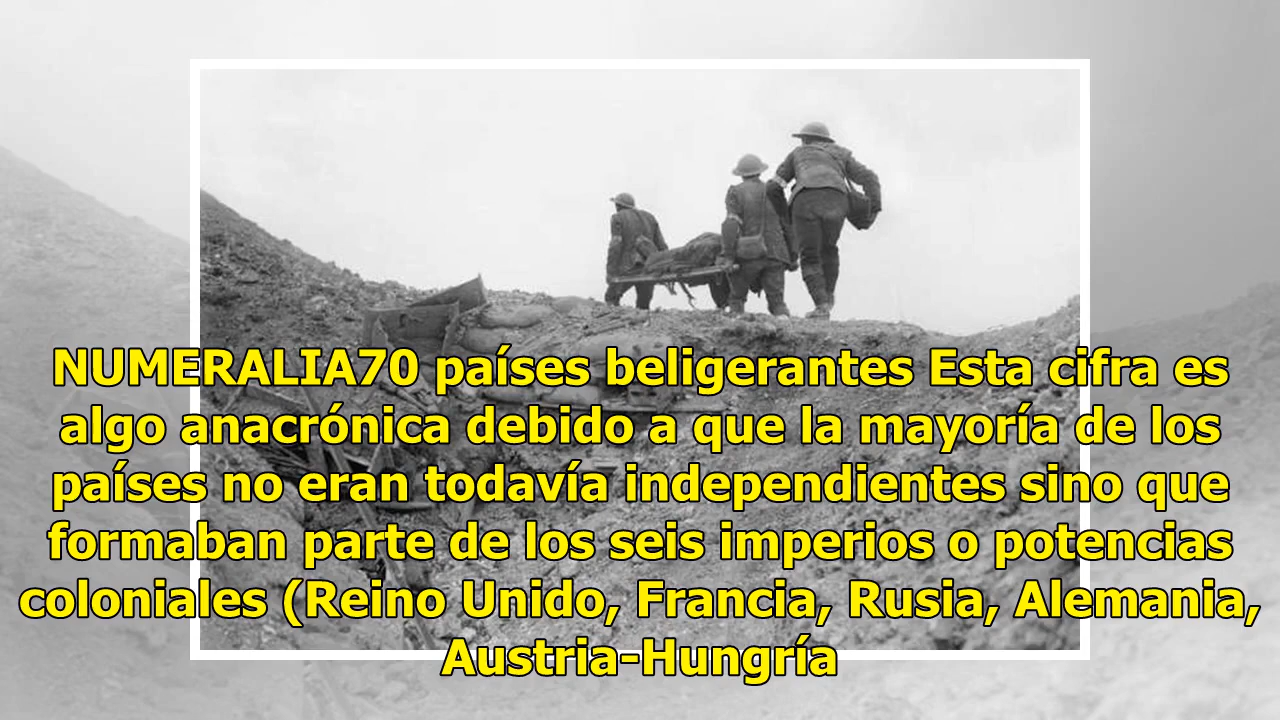 NUMERALIA70 países beligerantes Esta cifra es
algo anacrónica debido a que la mayoría de los
países no eran todavía independientes sino que
formaban parte de los seis imperios o potencias
coloniales (Reino Unido, Francia, Rusia, Alemania,
Austria-Hungría